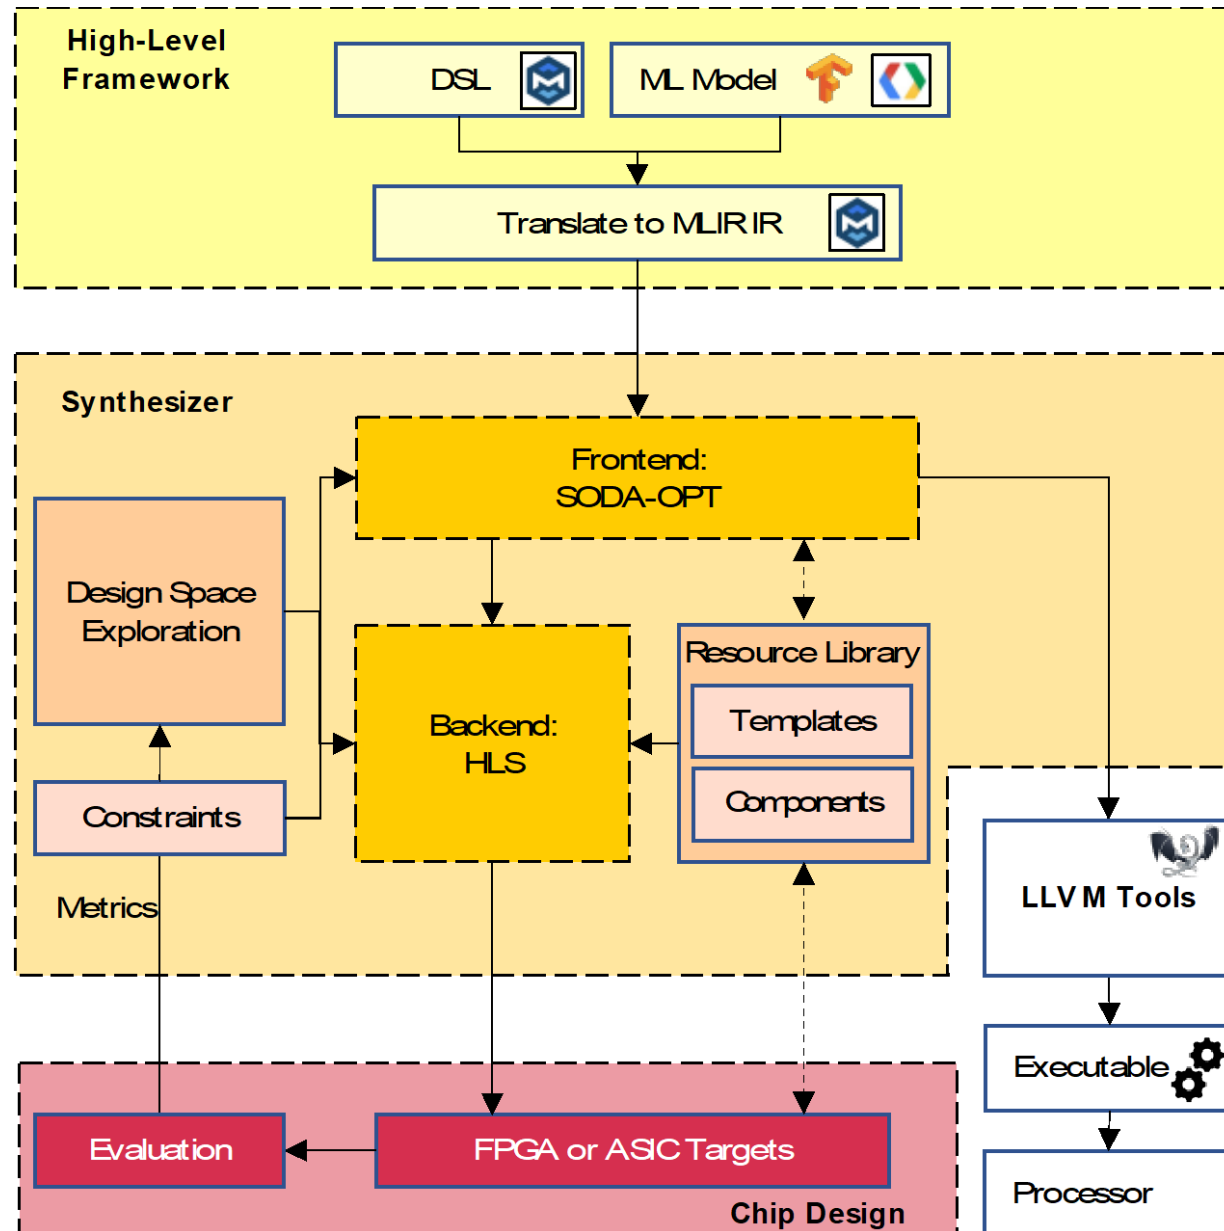 High-Level
Framework
DSL
ML Model
Translate to MLIR IR
Synthesizer
Frontend:
SODA-OPT
Design Space
Exploration
Resource Library
Templates
Backend:
HLS
Components
Constraints
Metrics
LLVM Tools
Executable
Evaluation
FPGA or ASIC Targets
Processor
Chip Design